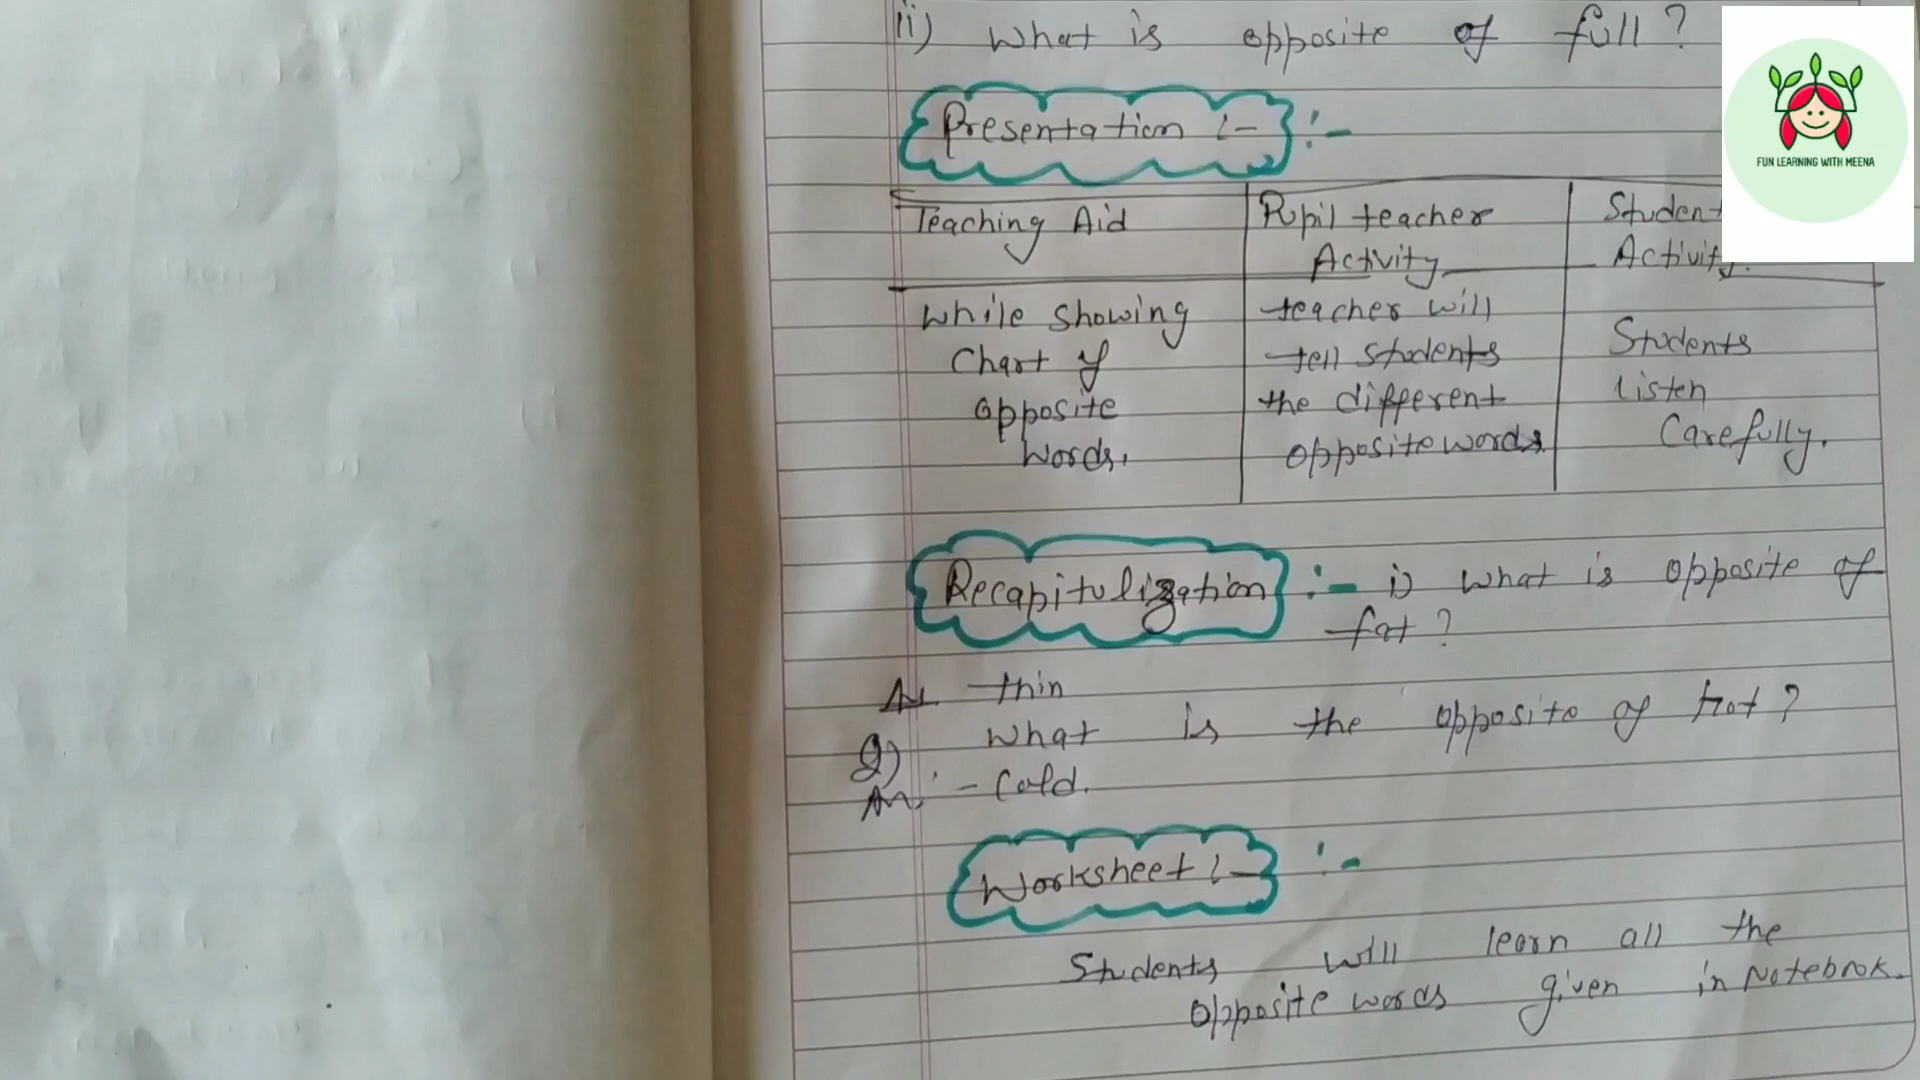 ii) What is opposite of full?
FUN LEARNING WITH MEENA
Presentation :- :-
Teaching Aid
Pupil teacher
Activity
Student
Activity.
While showing
Chart of
opposite
Words.
teacher will
tell students
the different
opposite words.
Students
listen
Carefully.
Recapitulization :- i) What is opposite of
fat?
An. thin
What is the opposite of hot?
Q)
An. - Cold.
Worksheet :- :-
Students will learn all the
opposite words given in Notebook.